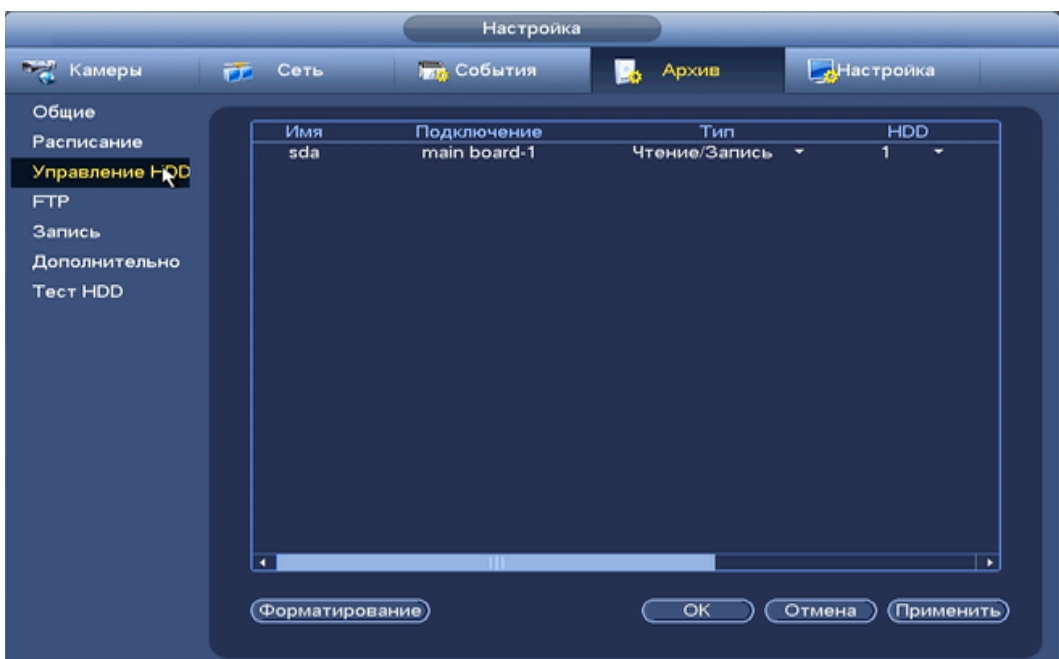 Настройка
Камеры Сеть События Архив Настройка
Общие
Расписание
Управление HDD
FTP
Запись
Дополнительно
Тест HDD
Имя Подключение Тип HDD
sda main board-1 Чтение/Запись 1
Форматирование OK Отмена Применить